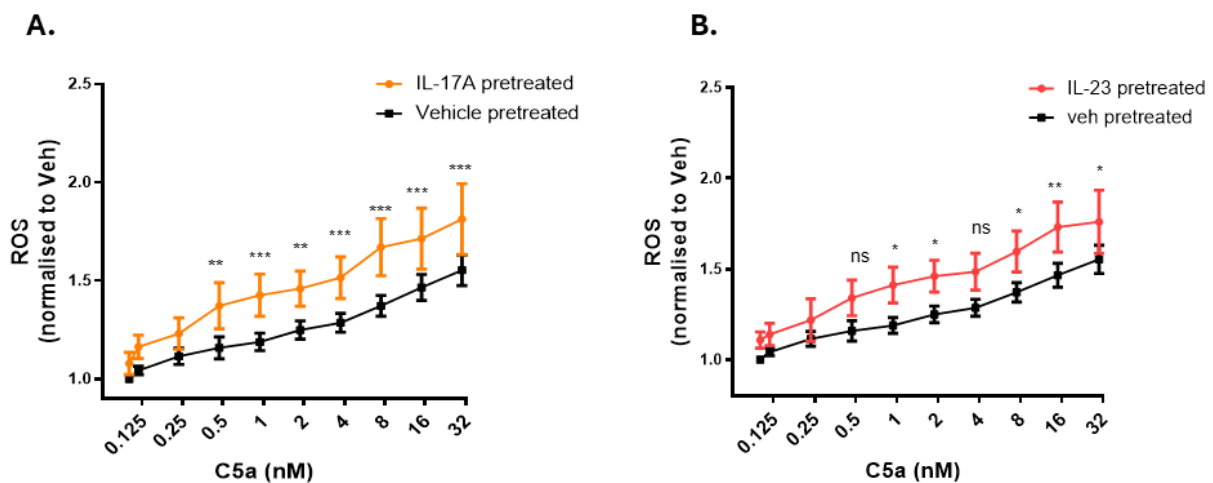 A.
IL-17A pretreated
Vehicle pretreated
ROS
(normalised to Veh)
2.5
2.0
1.5
1.0
**
***
**
***
***
***
***
0.125
0.25
0.5
1
2
4
8
16
32
C5a (nM)
B.
IL-23 pretreated
veh pretreated
ROS
(normalised to Veh)
2.5
2.0
1.5
1.0
ns
*
*
ns
*
**
*
0.125
0.25
0.5
1
2
4
8
16
32
C5a (nM)